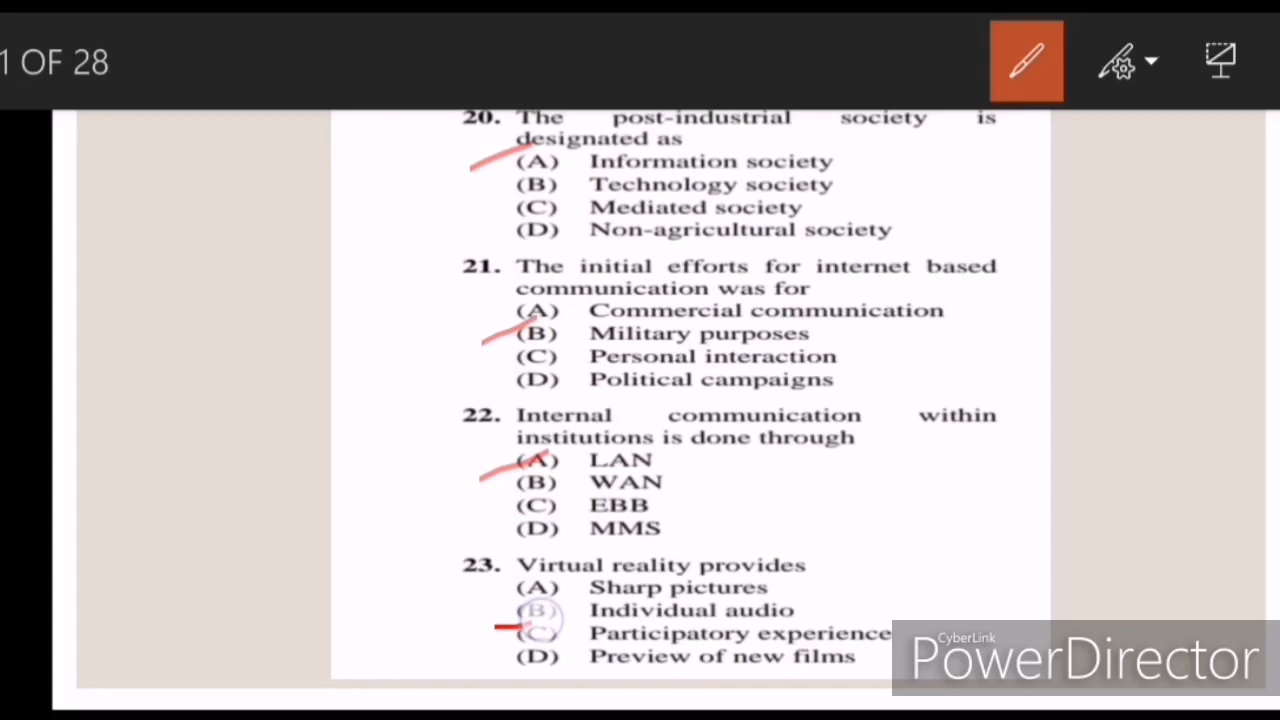 1 OF 28
20. The post-industrial society is
designated as
(A) Information society
(B) Technology society
(C) Mediated society
(D) Non-agricultural society
21. The initial efforts for internet based
communication was for
(A) Commercial communication
(B) Military purposes
(C) Personal interaction
(D) Political campaigns
22. Internal communication within
institutions is done through
(A) LAN
(B) WAN
(C) EBB
(D) MMS
23. Virtual reality provides
(A) Sharp pictures
(B) Individual audio
(C) Participatory experience
(D) Preview of new films
CyberLink
PowerDirector